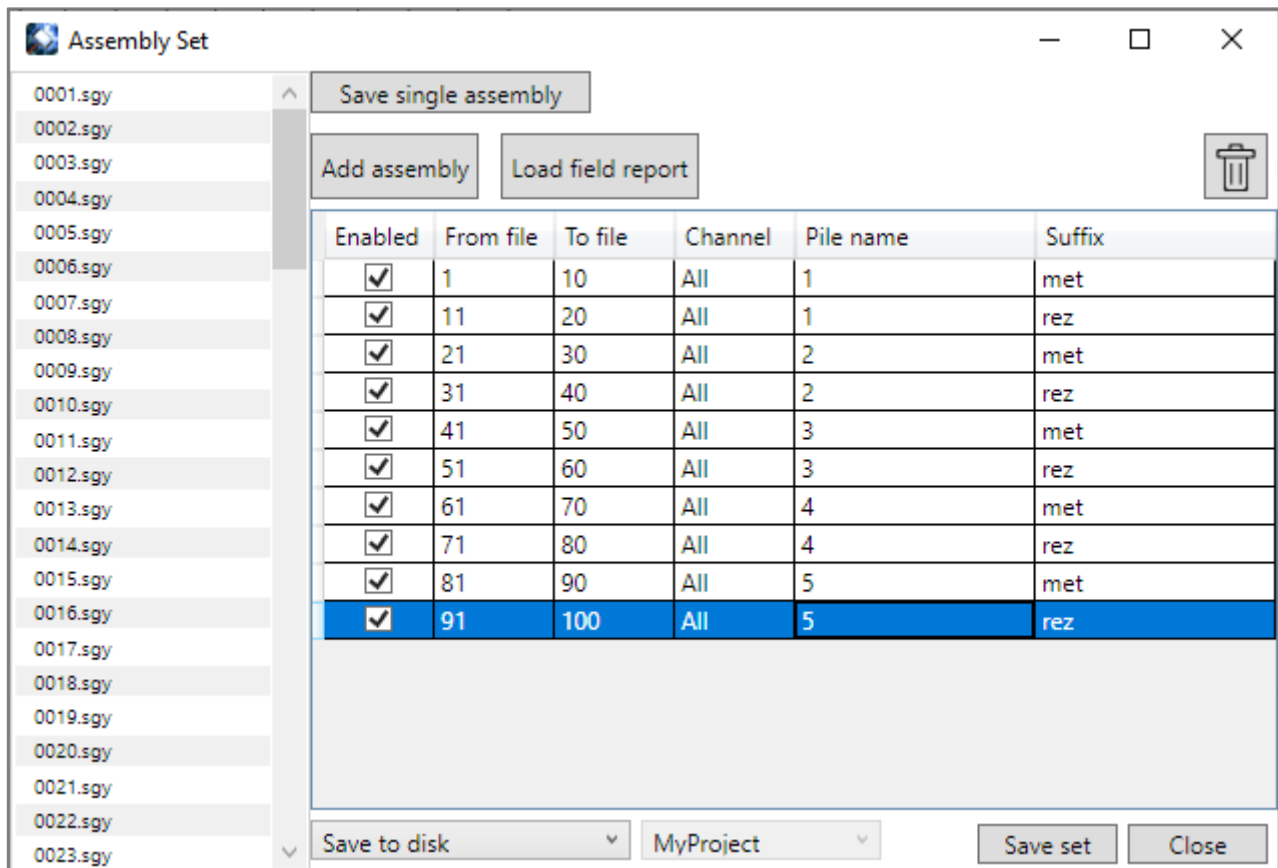 Assembly Set
0001.sgy
0002.sgy
0003.sgy
0004.sgy
0005.sgy
0006.sgy
0007.sgy
0008.sgy
0009.sgy
0010.sgy
0011.sgy
0012.sgy
0013.sgy
0014.sgy
0015.sgy
0016.sgy
0017.sgy
0018.sgy
0019.sgy
0020.sgy
0021.sgy
0022.sgy
0023.sgy
Save single assembly
Add assembly Load field report
Enabled From file To file Channel Pile name Suffix
1 10 All 1 met
11 20 All 1 rez
21 30 All 2 met
31 40 All 2 rez
41 50 All 3 met
51 60 All 3 rez
61 70 All 4 met
71 80 All 4 rez
81 90 All 5 met
91 100 All 5 rez
Save to disk MyProject Save set Close